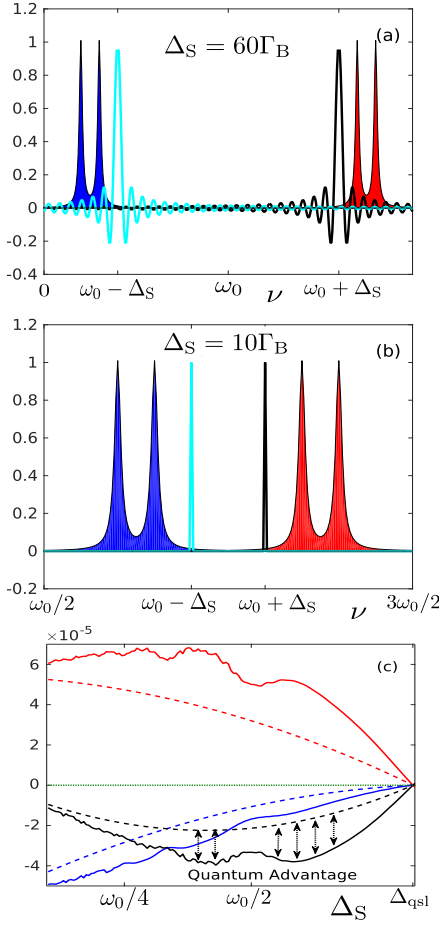 1.2
Δ_S = 60Γ_B
(a)
1
0.8
0.6
0.4
0.2
0
-0.2
-0.4
0
ω_0 − Δ_S
ω_0
ν
ω_0 + Δ_S
1.2
Δ_S = 10Γ_B
(b)
1
0.8
0.6
0.4
0.2
0
-0.2
ω_0/2
ω_0 − Δ_S
ω_0 + Δ_S
ν
3ω_0/2
×10^-5
(c)
6
4
2
0
-2
-4
Quantum Advantage
ω_0/4
ω_0/2
Δ_S
Δ_qsl